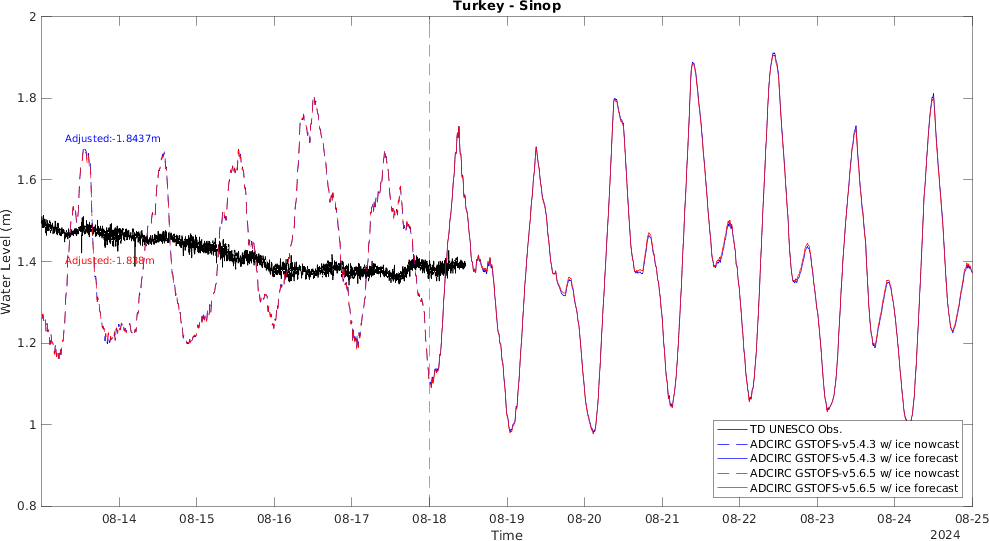 Turkey - Sinop
Water Level (m)
2
1.8
1.6
1.4
1.2
1
0.8
Adjusted:-1.8437m
Adjusted:-1.838m
TD UNESCO Obs.
ADCIRC GSTOFS-v5.4.3 w/ ice nowcast
ADCIRC GSTOFS-v5.4.3 w/ ice forecast
ADCIRC GSTOFS-v5.6.5 w/ ice nowcast
ADCIRC GSTOFS-v5.6.5 w/ ice forecast
08-14 08-15 08-16 08-17 08-18 08-19 08-20 08-21 08-22 08-23 08-24 08-25
Time
2024